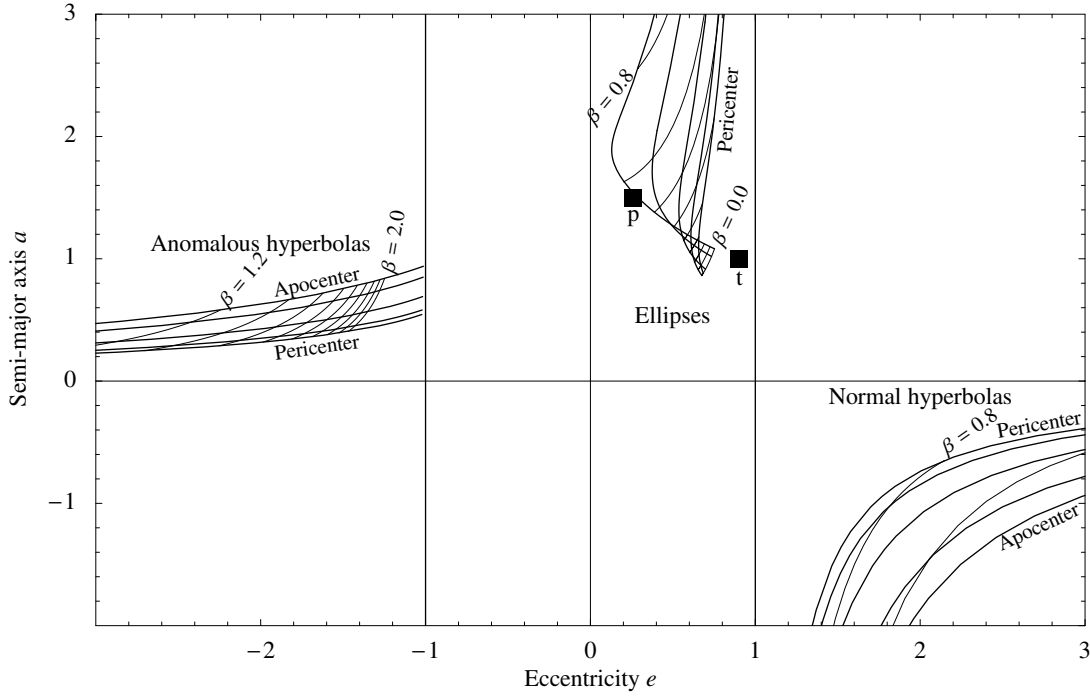 3
2
1
0
−1
Semi-major axis a
β = 0.8
Pericenter
β = 0.0
p
t
Ellipses
Anomalous hyperbolas
β = 1.2
β = 2.0
Apocenter
Pericenter
Normal hyperbolas
β = 0.8
Pericenter
Apocenter
−2
−1
0
1
2
3
Eccentricity e